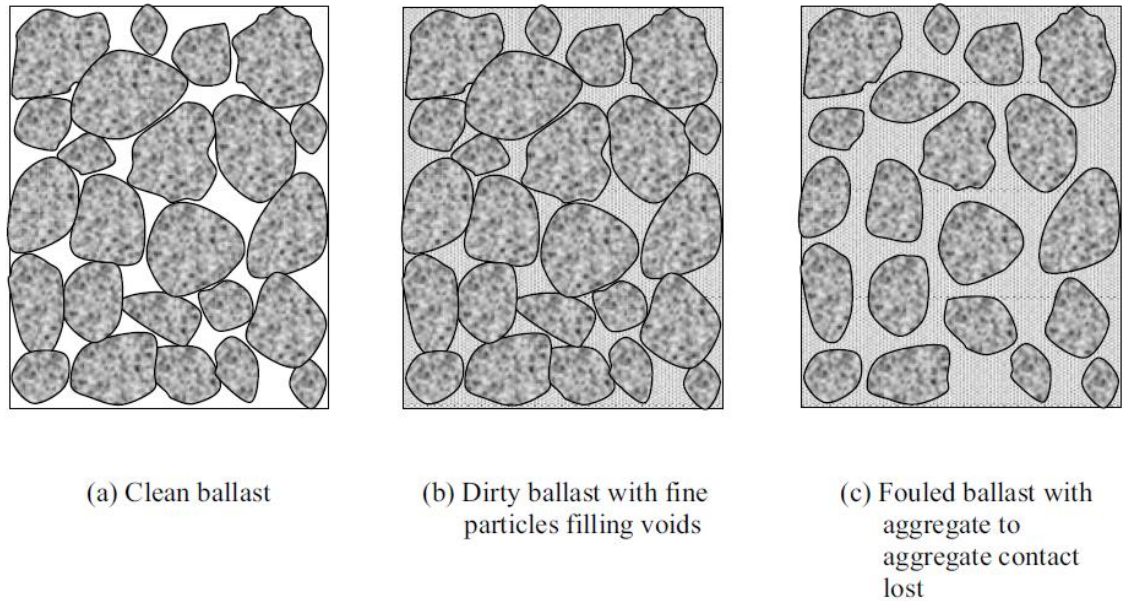 (a) Clean ballast
(b) Dirty ballast with fine
particles filling voids
(c) Fouled ballast with
aggregate to
aggregate contact
lost